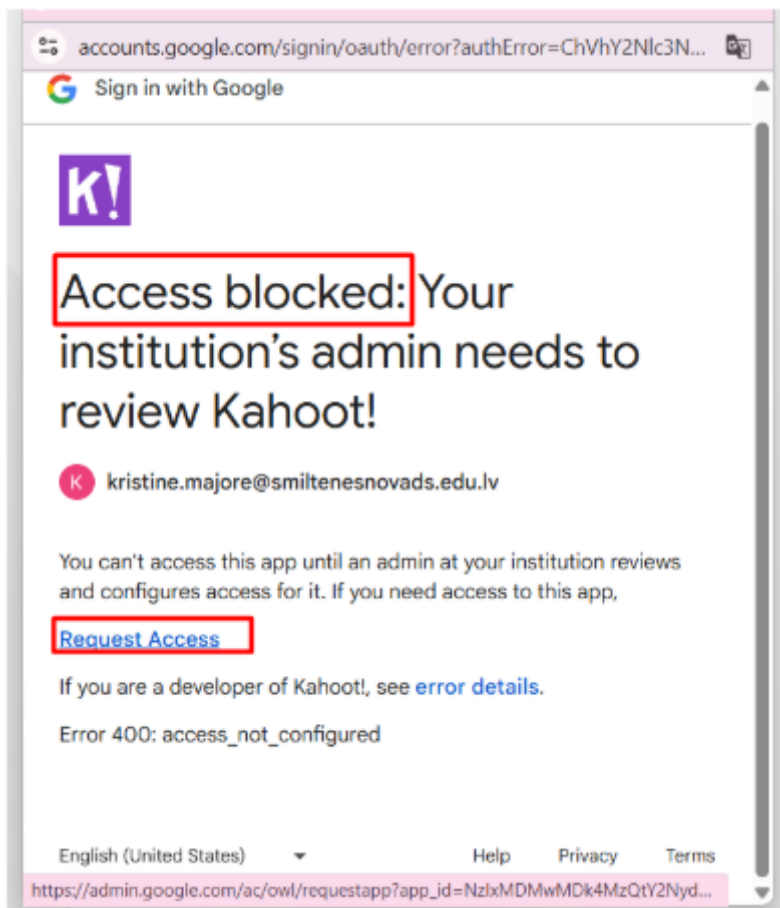 accounts.google.com/signin/oauth/error?authError=ChVhY2Nlc3N...
Sign in with Google
K!
Access blocked: Your
institution's admin needs to
review Kahoot!
K kristine.majore@smiltenesnovads.edu.lv
You can't access this app until an admin at your institution reviews
and configures access for it. If you need access to this app,
Request Access
If you are a developer of Kahoot!, see error details.
Error 400: access_not_configured
English (United States) Help Privacy Terms
https://admin.google.com/ac/owl/requestapp?app_id=NzIxMDMwMDk4MzQtY2Nyd...